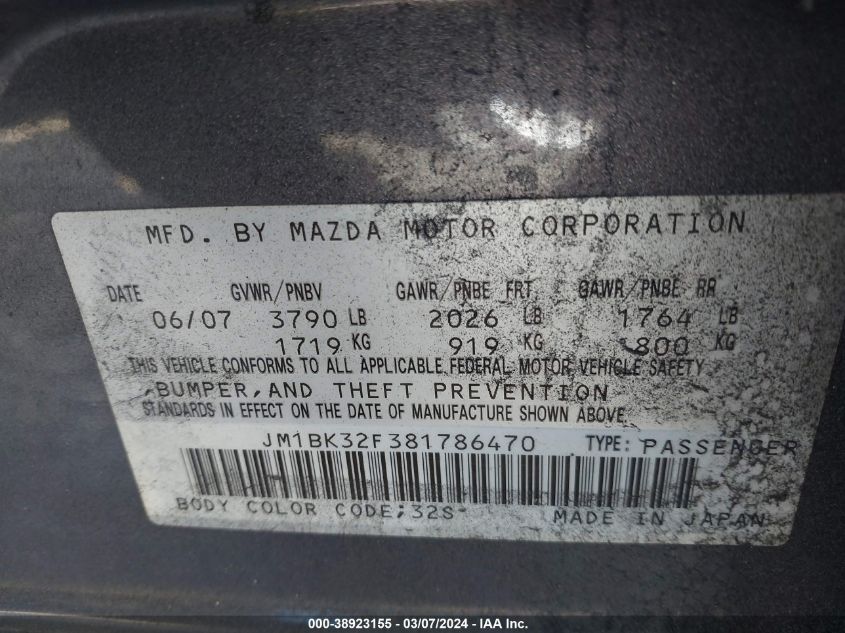 MFD. BY MAZDA MOTOR CORPORATION
DATE GVWR/PNBV GAWR/PNBE FRT GAWR/PNBE RR
06/07 3790 LB 2026 LB 1764 LB
1719 KG 919 KG 800 KG
THIS VEHICLE CONFORMS TO ALL APPLICABLE FEDERAL MOTOR VEHICLE SAFETY
,BUMPER,AND THEFT PREVENTION
STANDARDS IN EFFECT ON THE DATE OF MANUFACTURE SHOWN ABOVE
JM1BK32F381786470 TYPE: PASSENGER
BODY COLOR CODE;32S MADE IN JAPAN
000-38923155 - 03/07/2024 - IAA Inc.